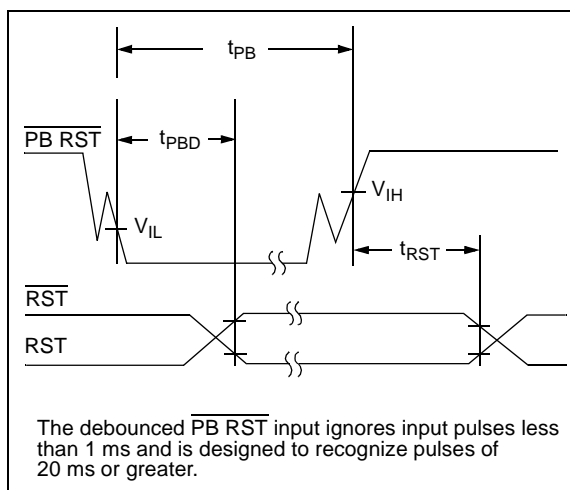 tPB
PB RST
tPBD
VIL
VIH
tRST
RST
RST
The debounced PB RST input ignores input pulses less
than 1 ms and is designed to recognize pulses of
20 ms or greater.